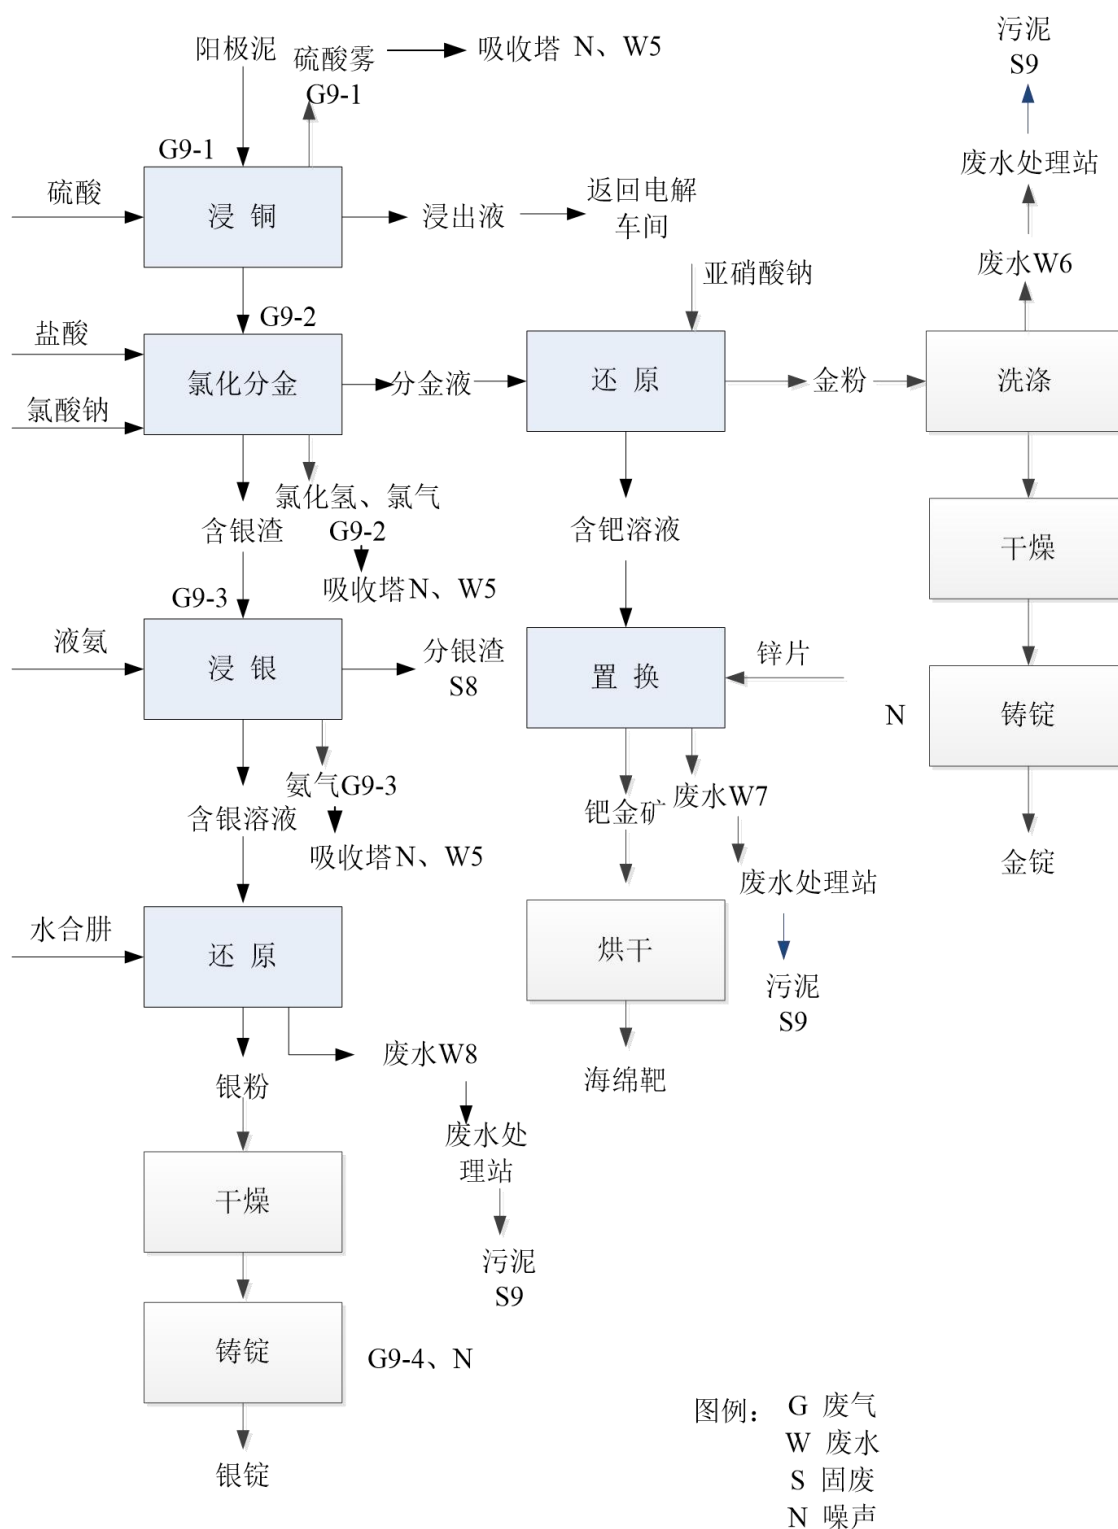 阳极泥
硫酸雾
G9-1
吸收塔 N、W5
污泥
S9
G9-1
硫酸
浸 铜
浸出液
返回电解
车间
废水处理站
亚硝酸钠
废水W6
G9-2
盐酸
氯酸钠
氯化分金
分金液
还 原
金粉
洗涤
含银渣
氯化氢、氯气
G9-2
吸收塔N、W5
含钯溶液
干燥
G9-3
液氨
浸 银
分银渣
S8
置 换
锌片
N
铸锭
氨气G9-3
含银溶液
吸收塔N、W5
钯金矿
废水W7
废水处理站
金锭
水合肼
还 原
烘干
污泥
S9
银粉
废水W8
海绵靶
废水处
理站
干燥
污泥
S9
铸锭
G9-4、N
银锭
图例: G 废气
W 废水
S 固废
N 噪声